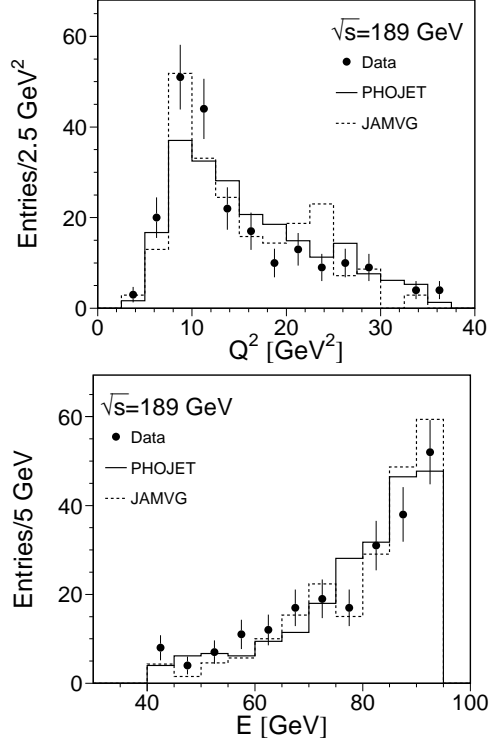 √s=189 GeV
Data
PHOJET
JAMVG
Entries/2.5 GeV²
60
40
20
0
0 10 20 30 40
Q² [GeV²]
√s=189 GeV
Data
PHOJET
JAMVG
Entries/5 GeV
60
40
20
0
40 60 80 100
E [GeV]